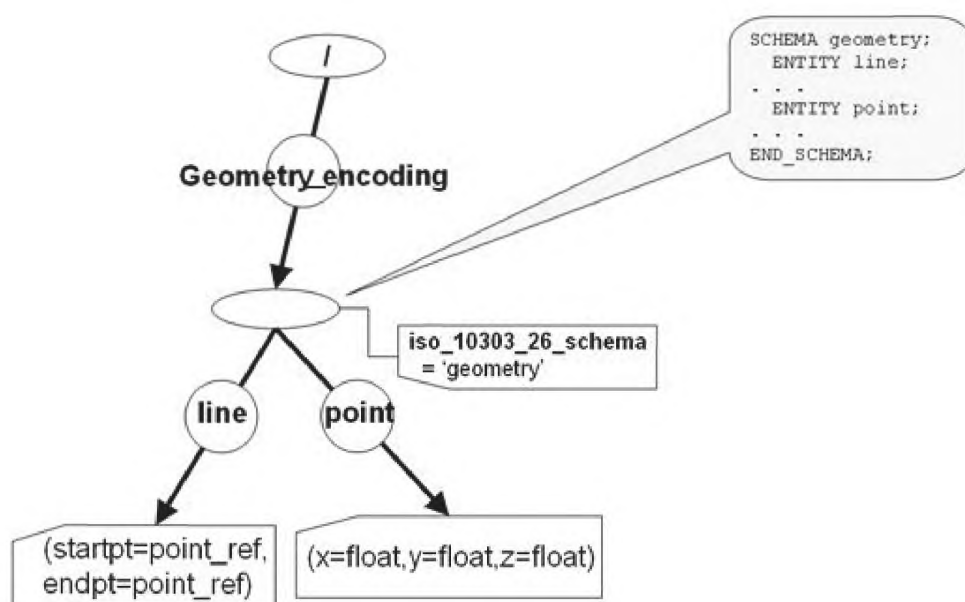 /
SCHEMA geometry;
ENTITY line;
. . .
ENTITY point;
. . .
END_SCHEMA;
Geometry_encoding
iso_10303_26_schema
= ‘geometry’
line
point
(startpt=point_ref,
endpt=point_ref)
(x=float,y=float,z=float)